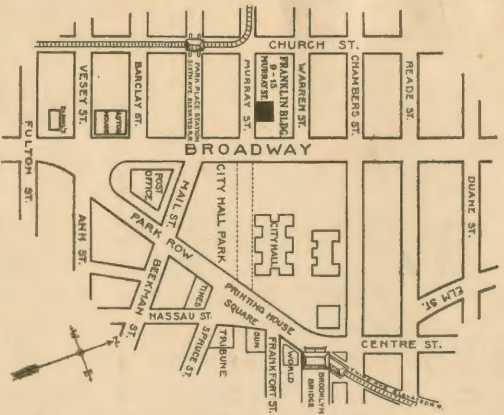 CHURCH ST.
VESEY ST.
BARCLAY ST.
PARK PLACE STATION
SIXTH AVE. ELEVATED R.R.
MURRAY ST.
FRANKLIN BLDG.
9-15
MURRAY ST.
WARREN ST.
CHAMBERS ST.
READE ST.
ASTOR
HOUSE
BROADWAY
FULTON ST.
ANN ST.
POST
OFFICE
MAIL ST.
CITY HALL PARK
CITY HALL
DUANE ST.
ELM ST.
PARK ROW
BEEKMAN ST.
PRINTING HOUSE
SQUARE
TIMES
NASSAU ST.
SPRUCE ST.
TRIBUNE
SUN
FRANKFORT ST.
WORLD
BROOKLYN
BRIDGE
CENTRE ST.
N